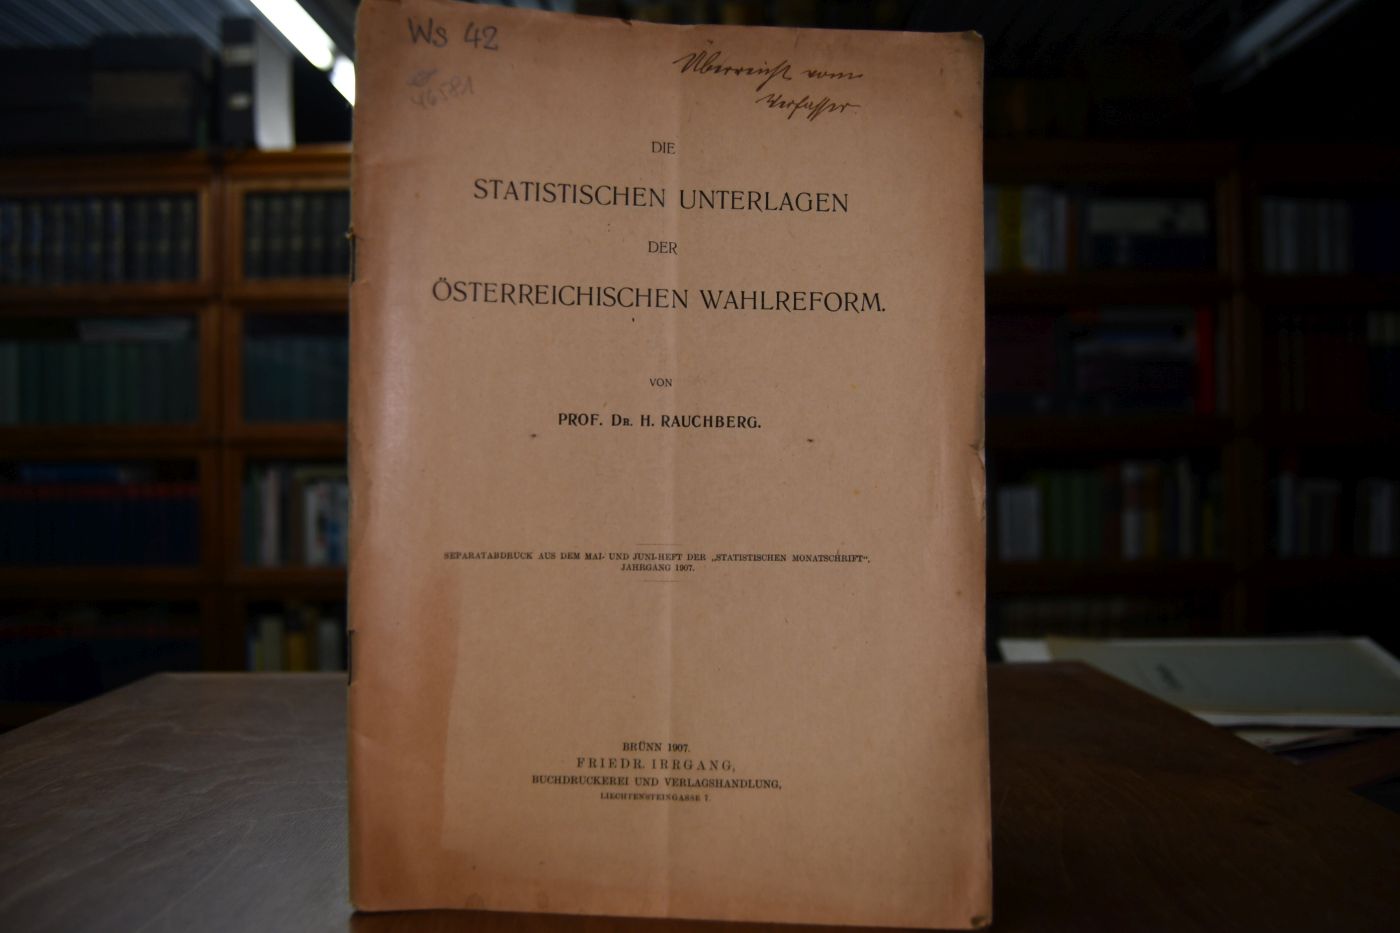 Ws 42
Überreicht vom
Verfasser.
DIE
STATISTISCHEN UNTERLAGEN
DER
ÖSTERREICHISCHEN WAHLREFORM.
VON
PROF. DR. H. RAUCHBERG.
SEPARATABDRUCK AUS DEM MAI- UND JUNI-HEFT DER „STATISTISCHEN MONATSCHRIFT“,
JAHRGANG 1907.
BRÜNN 1907.
FRIEDR. IRRGANG,
BUCHDRUCKEREI UND VERLAGSHANDLUNG,
LIECHTENSTEINGASSE 7.